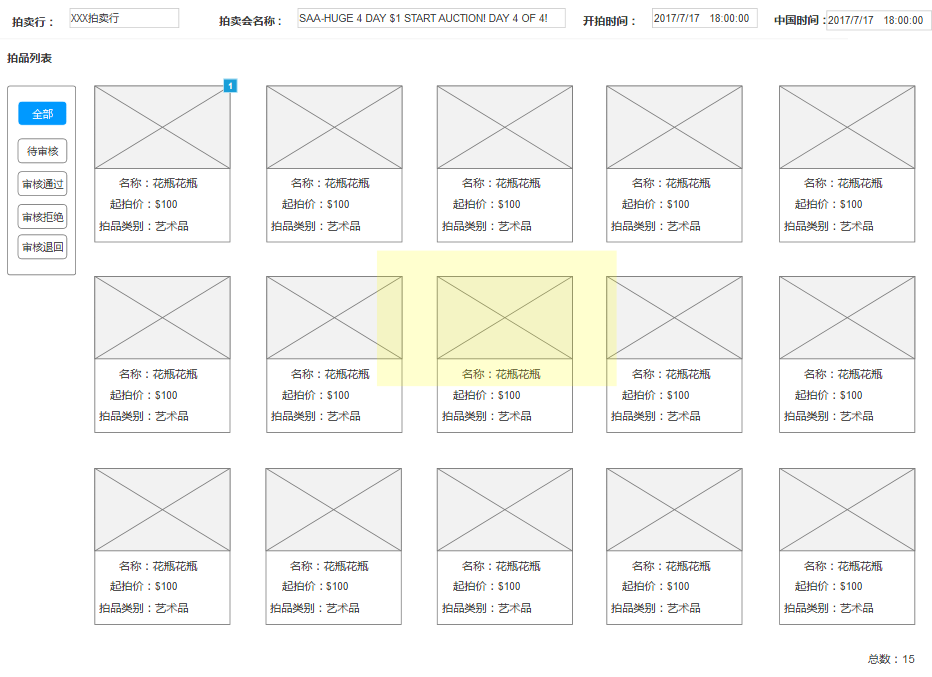 拍卖行： XXX拍卖行 拍卖会名称： SAA-HUGE 4 DAY $1 START AUCTION! DAY 4 OF 4! 开拍时间： 2017/7/17 18:00:00 中国时间： 2017/7/17 18:00:00
拍品列表
1
全部
待审核
审核通过
审核拒绝
审核退回
名称：花瓶花瓶 名称：花瓶花瓶 名称：花瓶花瓶 名称：花瓶花瓶 名称：花瓶花瓶
起拍价：$100 起拍价：$100 起拍价：$100 起拍价：$100 起拍价：$100
拍品类别：艺术品 拍品类别：艺术品 拍品类别：艺术品 拍品类别：艺术品 拍品类别：艺术品
名称：花瓶花瓶 名称：花瓶花瓶 名称：花瓶花瓶 名称：花瓶花瓶 名称：花瓶花瓶
起拍价：$100 起拍价：$100 起拍价：$100 起拍价：$100 起拍价：$100
拍品类别：艺术品 拍品类别：艺术品 拍品类别：艺术品 拍品类别：艺术品 拍品类别：艺术品
名称：花瓶花瓶 名称：花瓶花瓶 名称：花瓶花瓶 名称：花瓶花瓶 名称：花瓶花瓶
起拍价：$100 起拍价：$100 起拍价：$100 起拍价：$100 起拍价：$100
拍品类别：艺术品 拍品类别：艺术品 拍品类别：艺术品 拍品类别：艺术品 拍品类别：艺术品
总数：15